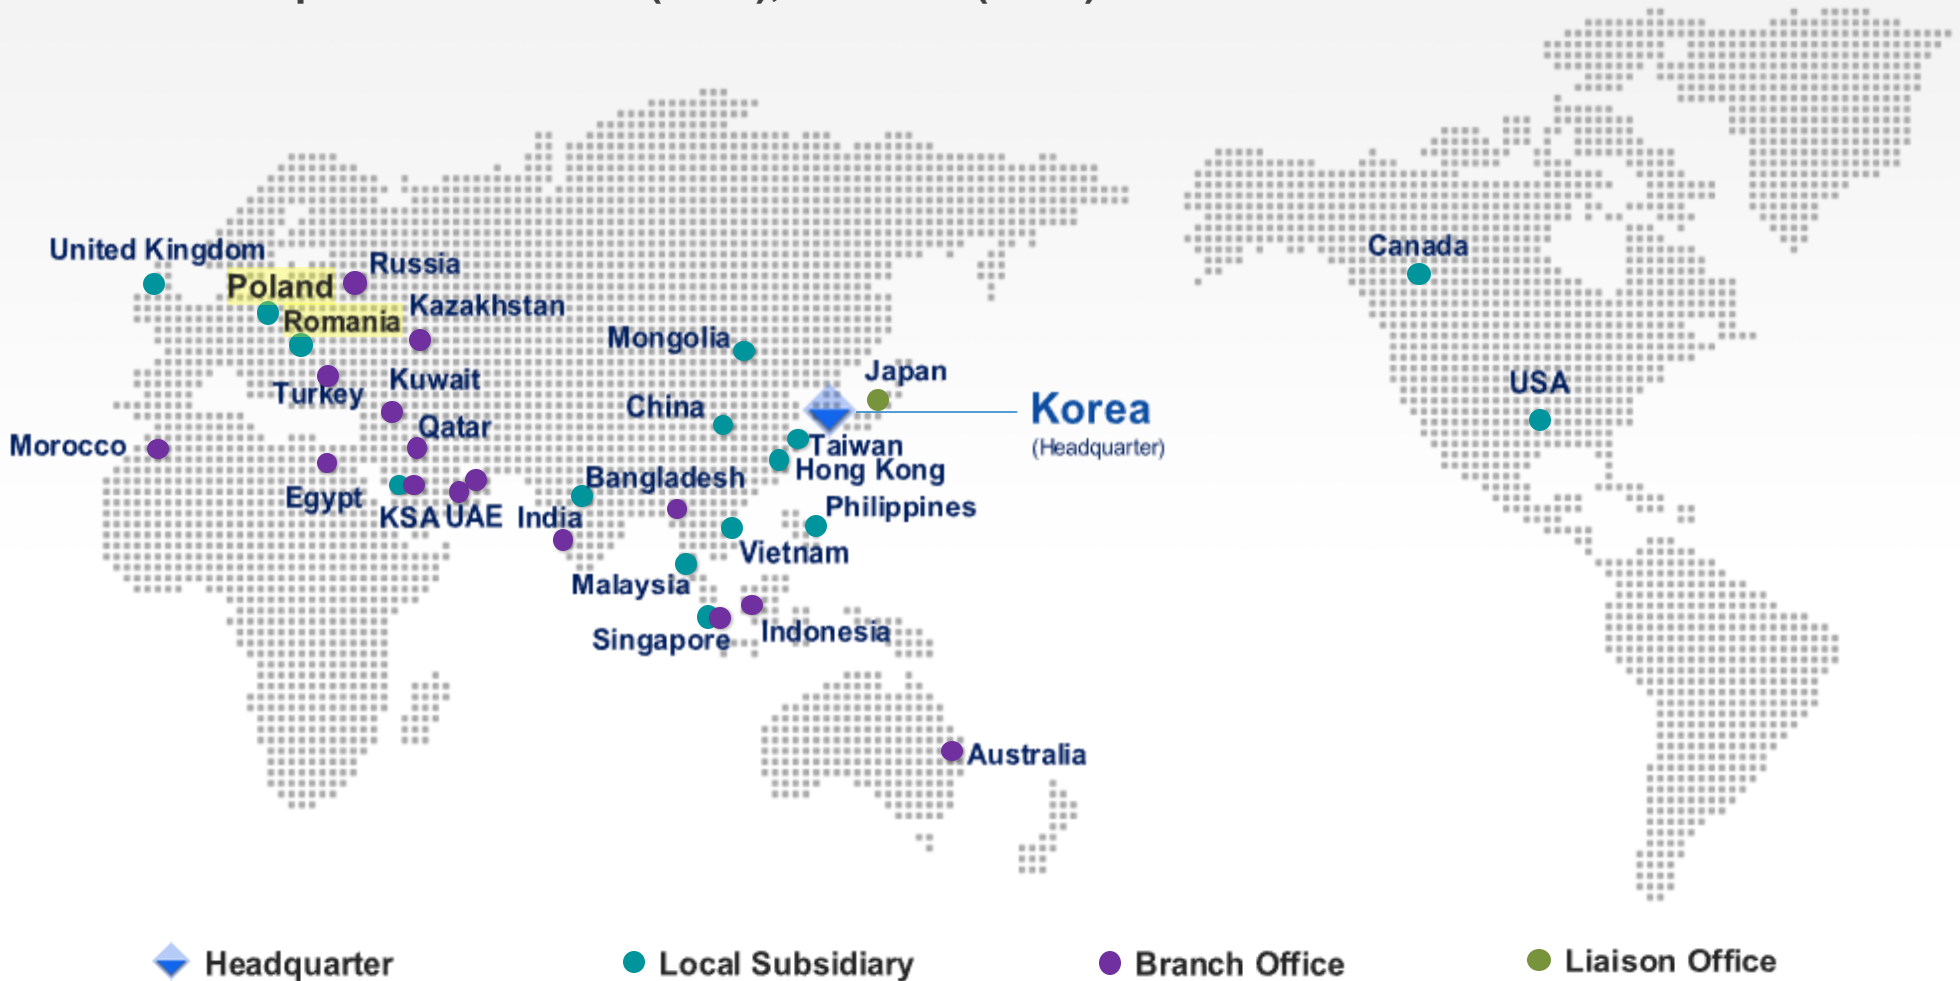 United Kingdom
Russia
Poland
Romania
Kazakhstan
Turkey
Kuwait
Qatar
Morocco
Egypt
KSA
UAE
India
Bangladesh
Mongolia
China
Japan
Korea
(Headquarter)
Taiwan
Hong Kong
Philippines
Vietnam
Malaysia
Singapore
Indonesia
Australia
Canada
USA
Headquarter
Local Subsidiary
Branch Office
Liaison Office